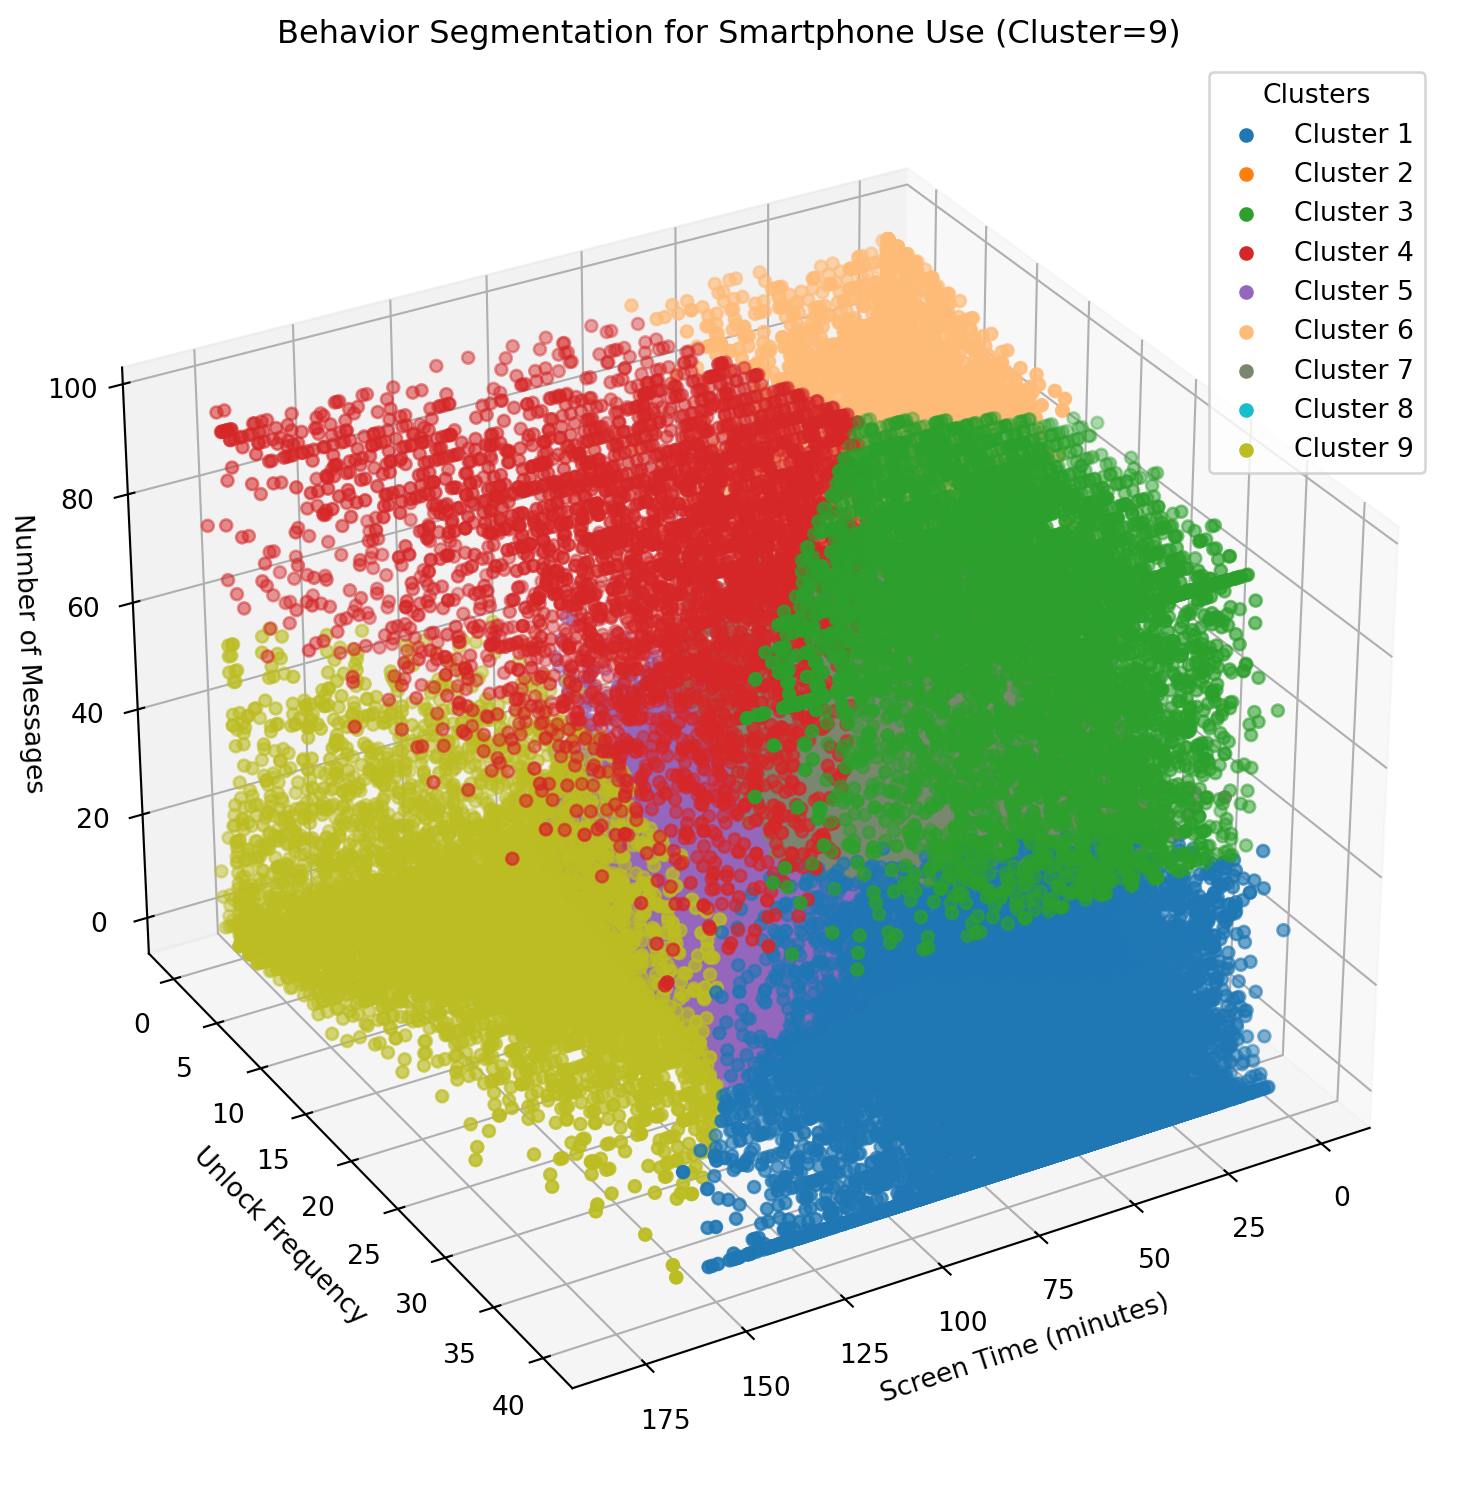 Behavior Segmentation for Smartphone Use (Cluster=9)
Clusters
Cluster 1
Cluster 2
Cluster 3
Cluster 4
Cluster 5
Cluster 6
Cluster 7
Cluster 8
Cluster 9
100
80
60
40
20
0
Number of Messages
0
5
10
15
20
25
30
35
40
Unlock Frequency
175
150
125
100
75
50
25
0
Screen Time (minutes)